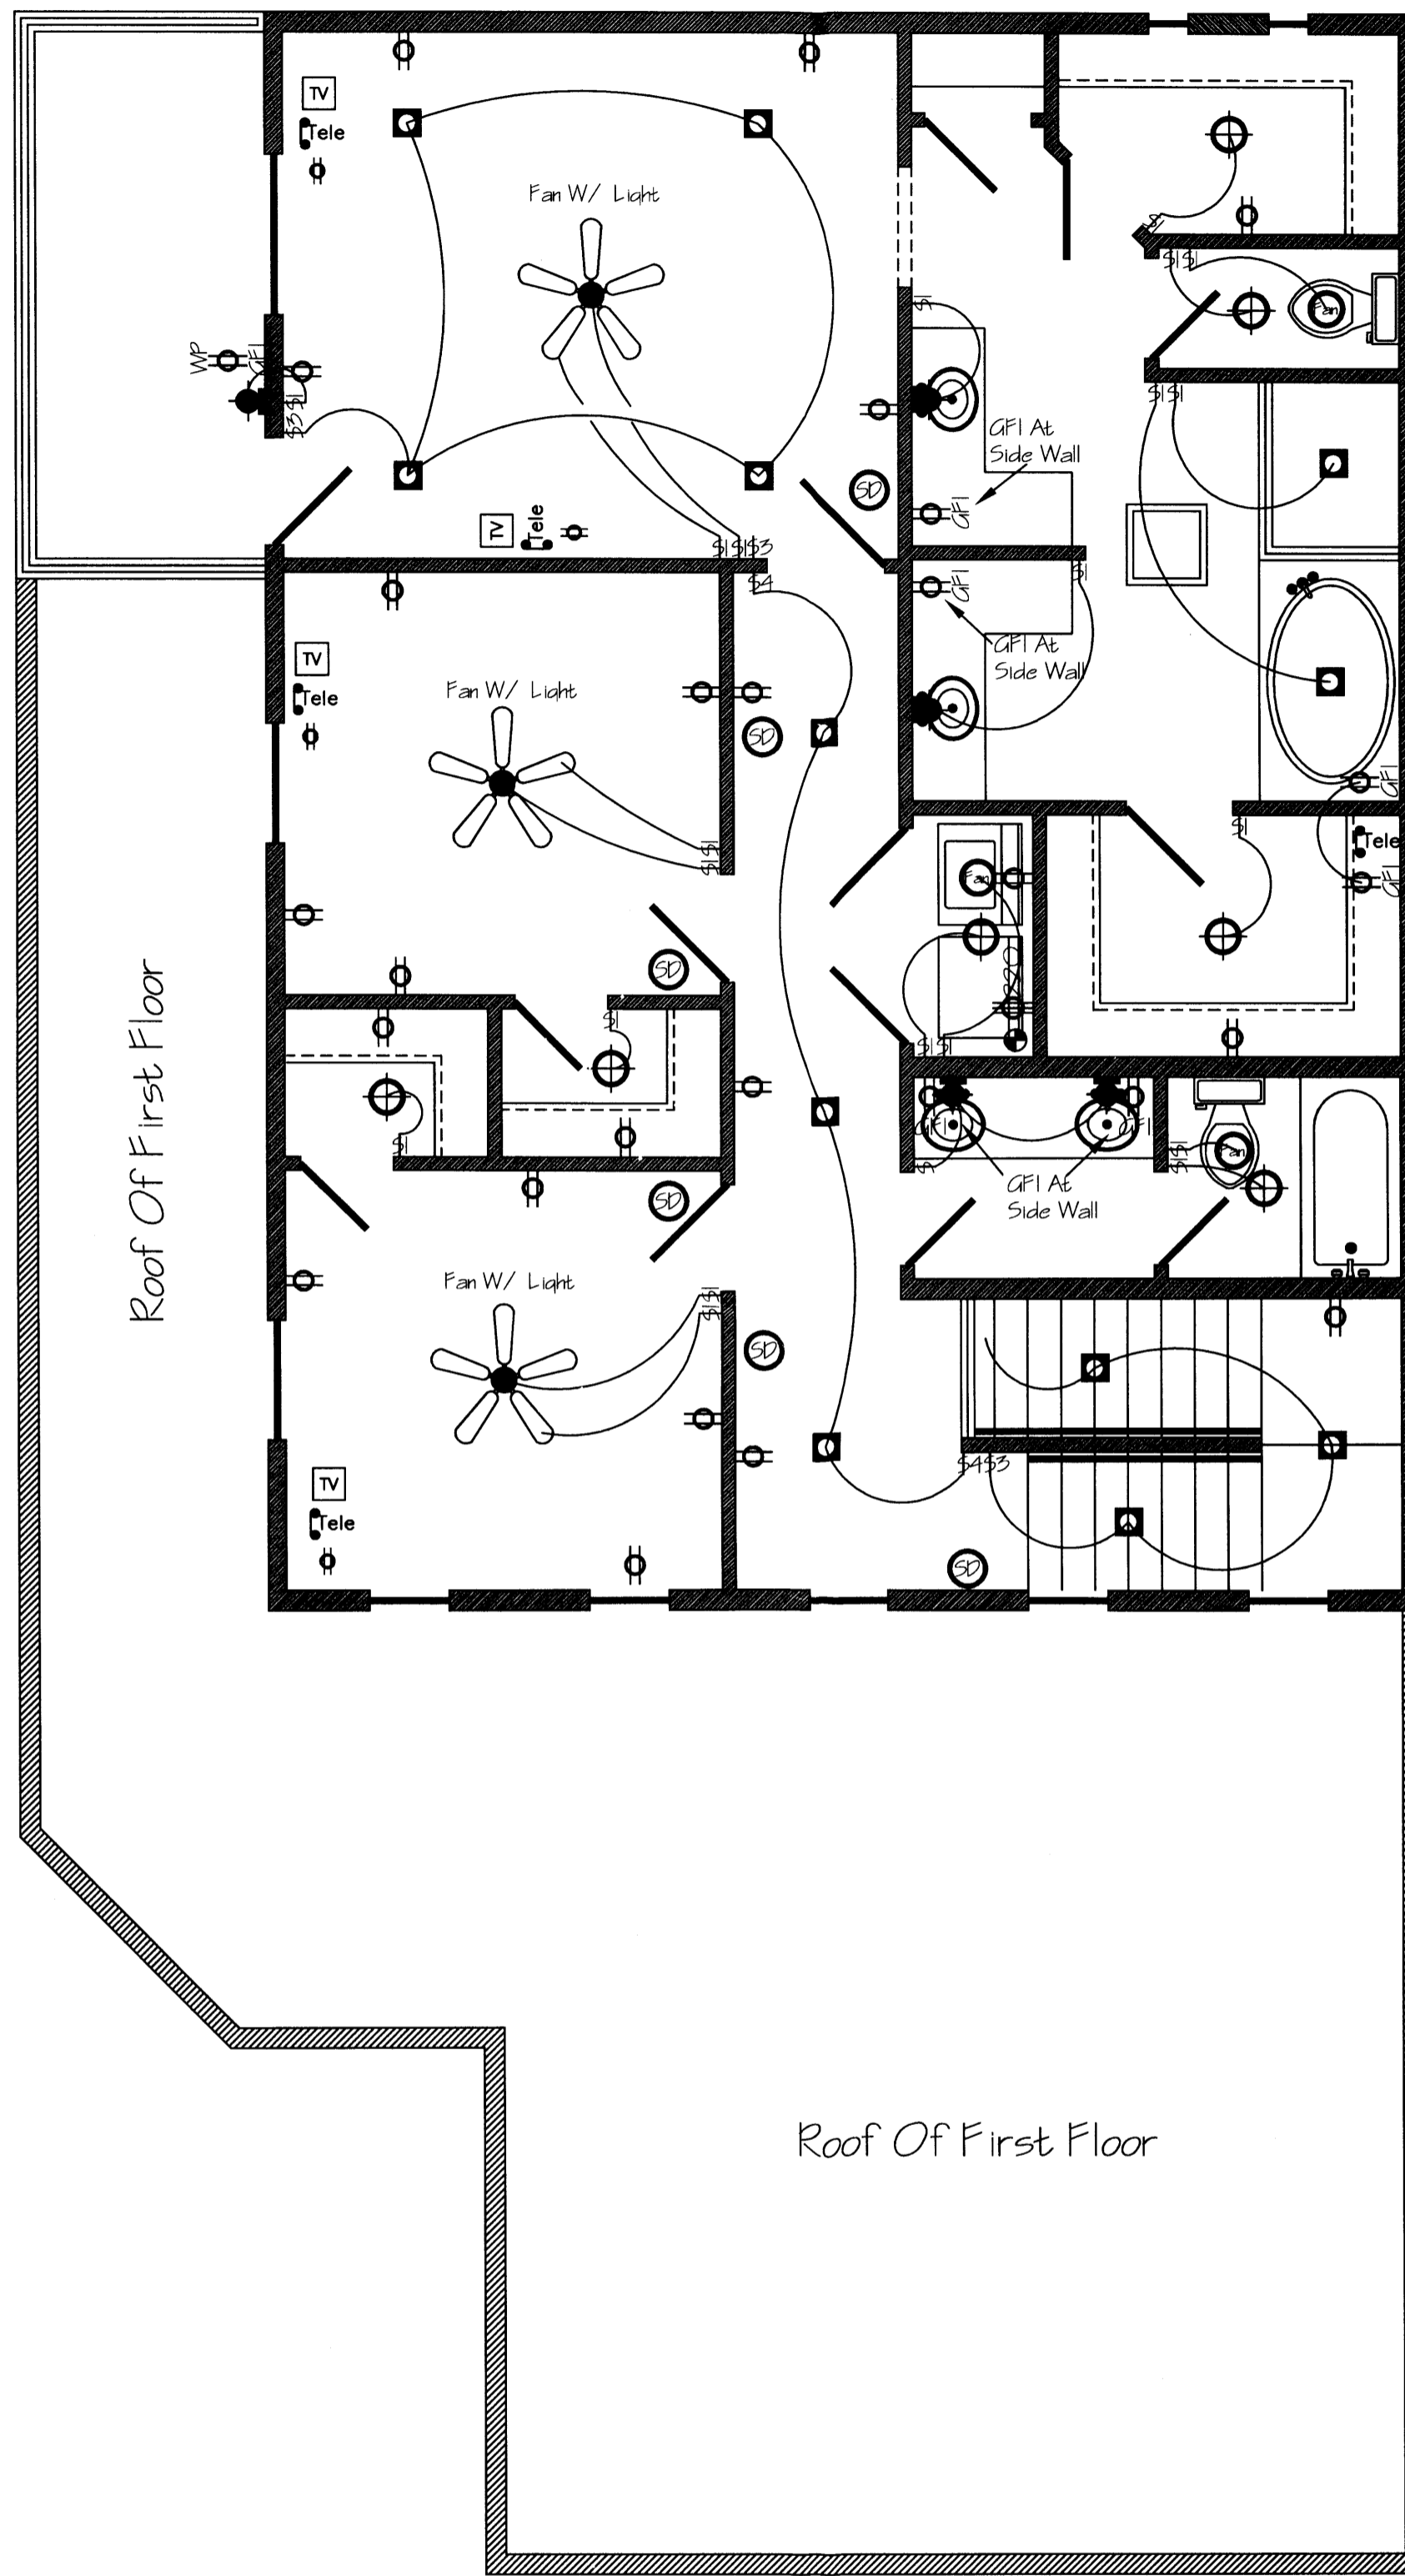 TV
Tele
Fan W/ Light
$
$1$1
Fan
WP
GFI
$3$1
$1
$1$1
GFI At
Side Wall
GFI
SD
TV
Tele
$1$1$3
$4
$1
GFI
GFI At
Side Wall
TV
Tele
Fan W/ Light
SD
GFI
$1$1
$1
Tele
GFI
Fan
220
SD
$1
$1$1
$1
GFI
GFI
$
$1$1
Fan
GFI At
Side Wall
SD
Fan W/ Light
$1$1
SD
$4$3
TV
Tele
SD
Roof Of First Floor
Roof Of First Floor